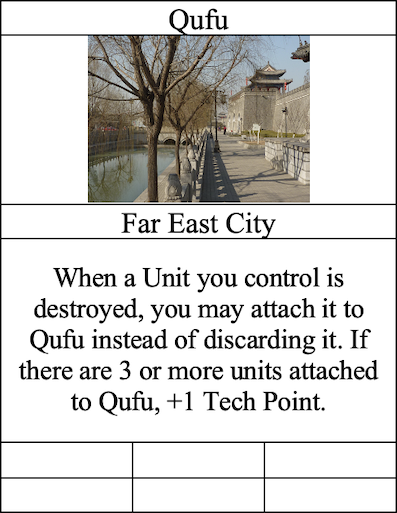 Qufu
Far East City
When a Unit you control is
destroyed, you may attach it to
Qufu instead of discarding it. If
there are 3 or more units attached
to Qufu, +1 Tech Point.